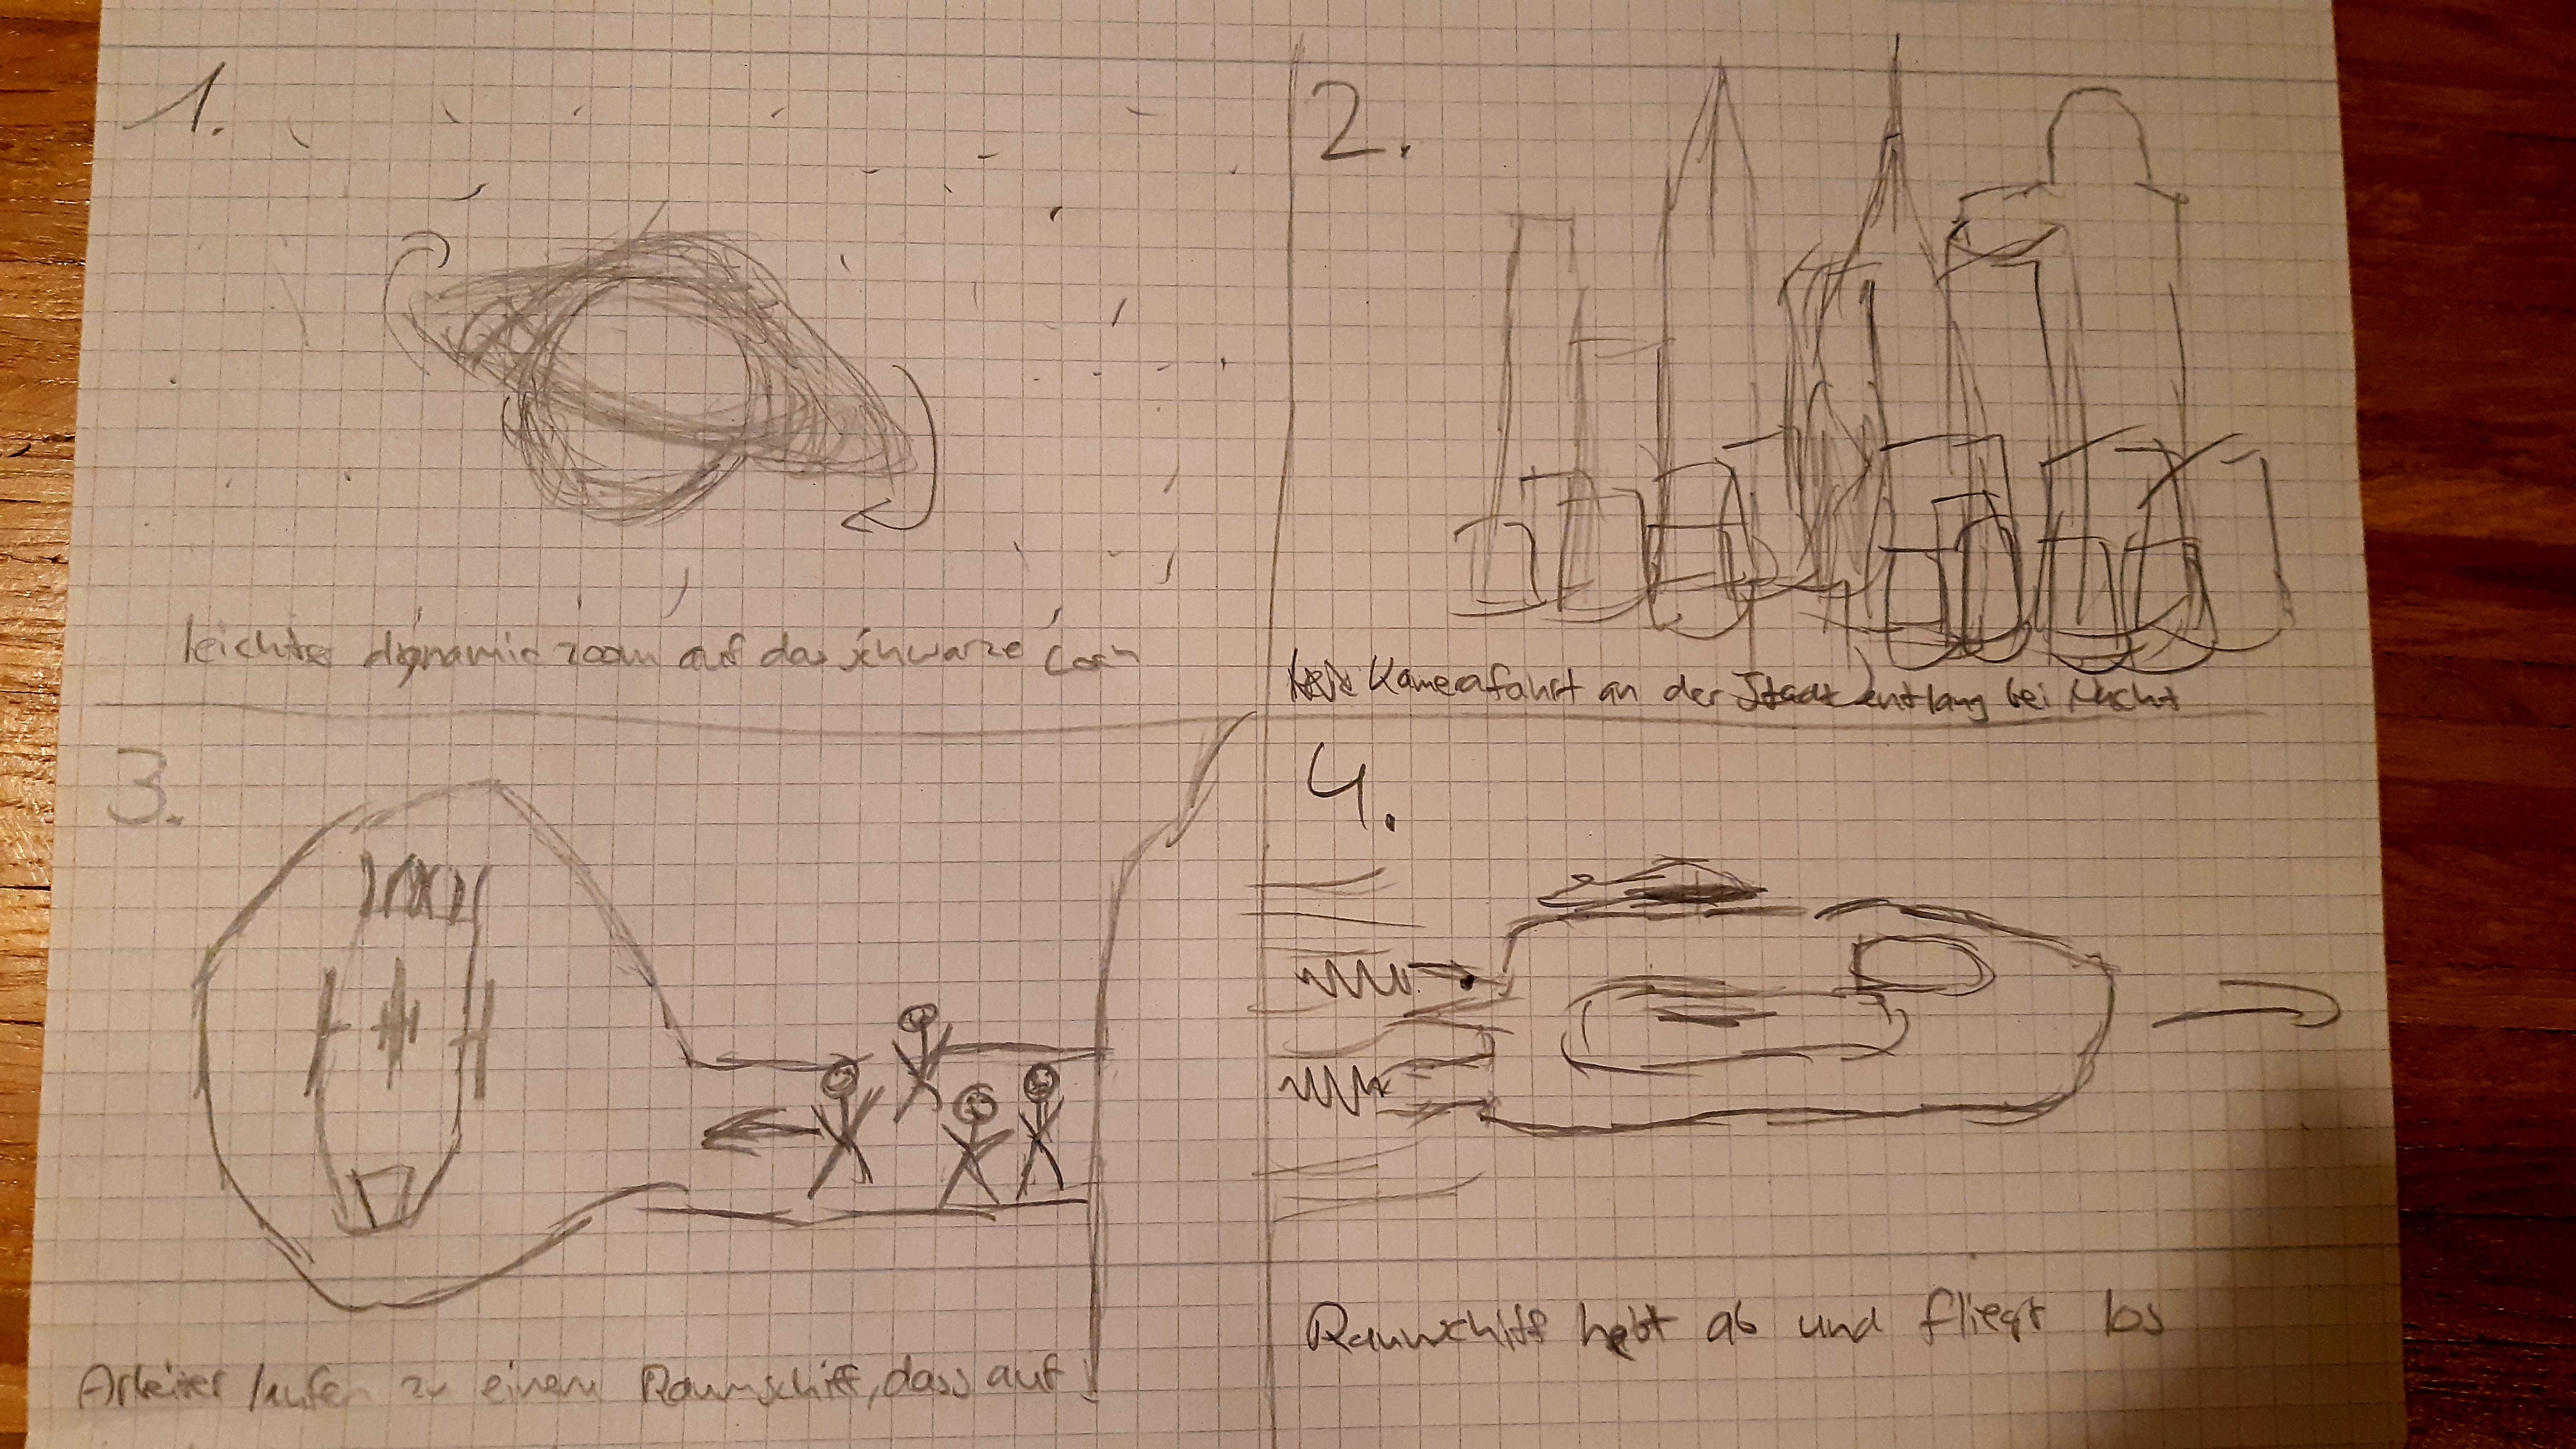 1.
leichter dynamic zoom auf das schwarze Loch
2.
Kamerafahrt an der Stadt entlang bei Nacht
3.
Arbeiter laufen zu einem Raumschiff, dass auf
4.
Raumschiff hebt ab und fliegt los